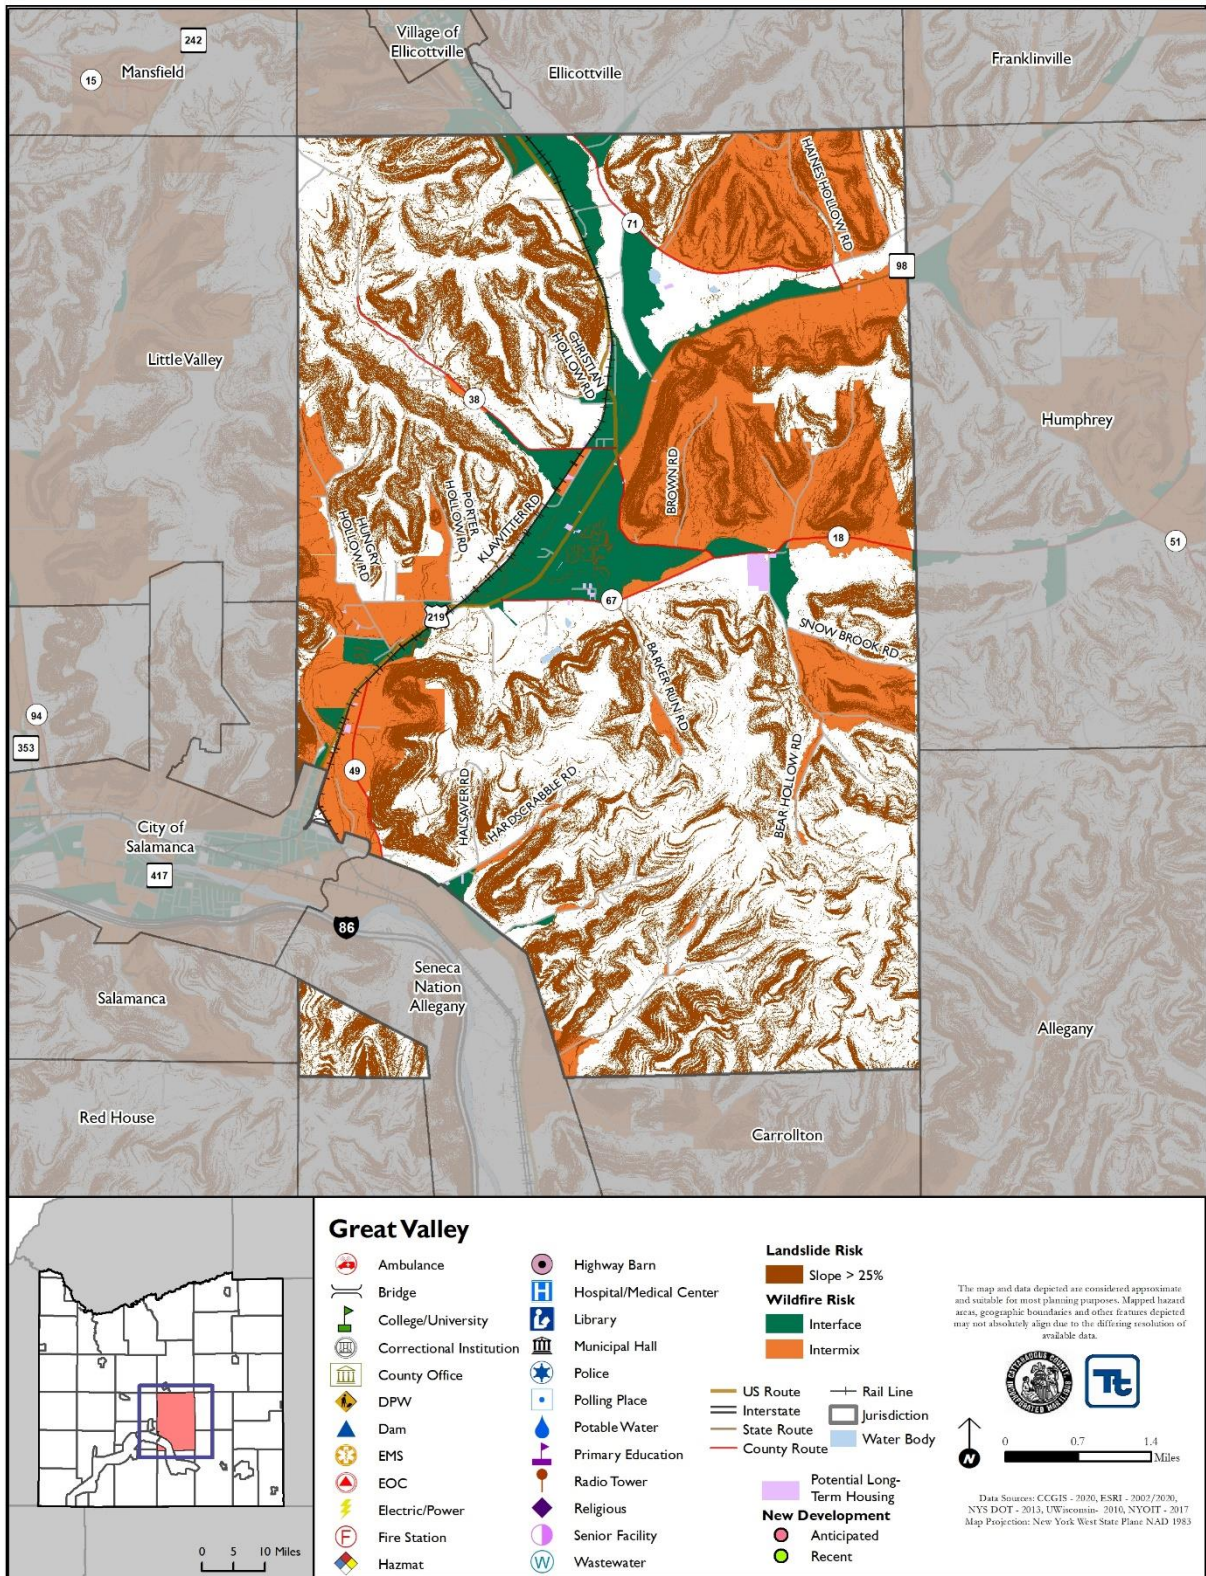 242
15
Mansfield
Village of
Ellicottville
Ellicottville
Franklinville
71
HAINES HOLLOW RD
98
Little Valley
CHRISTIAN
HOLLOW RD
38
Humphrey
BROWN RD
PORTER
HOLLOW RD
KLAWITTER RD
HUNGRY
HOLLOW RD
18
51
219
67
SNOW BROOK RD
BARKER RUN RD
94
353
49
BEAR HOLLOW RD
HALSAVER RD
HARDSCRABBLE RD
City of
Salamanca
417
86
Seneca
Nation
Allegany
Salamanca
Allegany
Red House
Carrollton
0 5 10 Miles
Great Valley
Ambulance
Bridge
College/University
Correctional Institution
County Office
DPW
Dam
EMS
EOC
Electric/Power
Fire Station
Hazmat
Highway Barn
Hospital/Medical Center
Library
Municipal Hall
Police
Polling Place
Potable Water
Primary Education
Radio Tower
Religious
Senior Facility
Wastewater
Landslide Risk
Slope > 25%
Wildfire Risk
Interface
Intermix
US Route
Interstate
State Route
County Route
Rail Line
Jurisdiction
Water Body
Potential Long-
Term Housing
New Development
Anticipated
Recent
The map and data depicted are considered approximate
and suitable for most planning purposes. Mapped hazard
areas, geographic boundaries and other features depicted
may not absolutely align due to the differing resolution of
available data.
Tt
N
0 0.7 1.4
Miles
Data Sources: CCGIS - 2020, ESRI - 2002/2020,
NYS DOT - 2013, UWisconsin- 2010, NYOIT - 2017
Map Projection: New York West State Plane NAD 1983